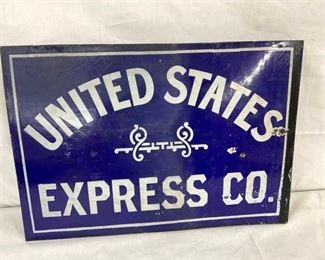 UNITED STATES
EXPRESS CO.